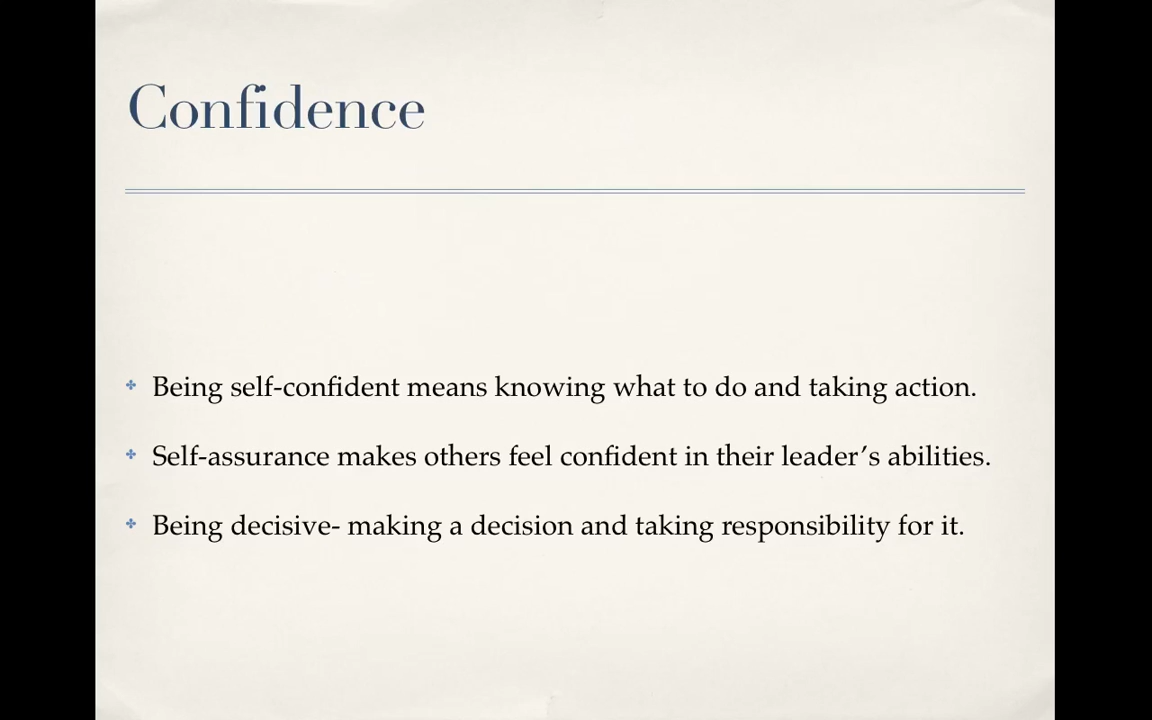 Confidence
Being self-confident means knowing what to do and taking action.
Self-assurance makes others feel confident in their leader’s abilities.
Being decisive- making a decision and taking responsibility for it.